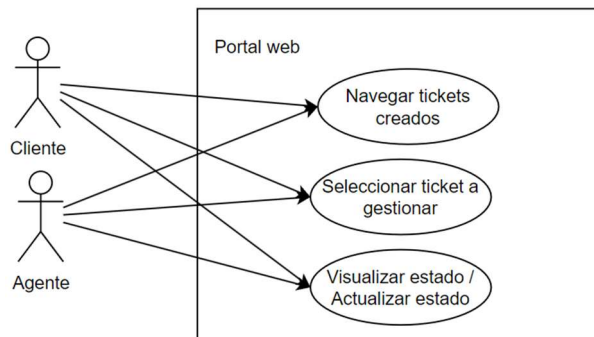 Portal web
Navegar tickets
creados
Cliente
Seleccionar ticket a
gestionar
Agente
Visualizar estado /
Actualizar estado